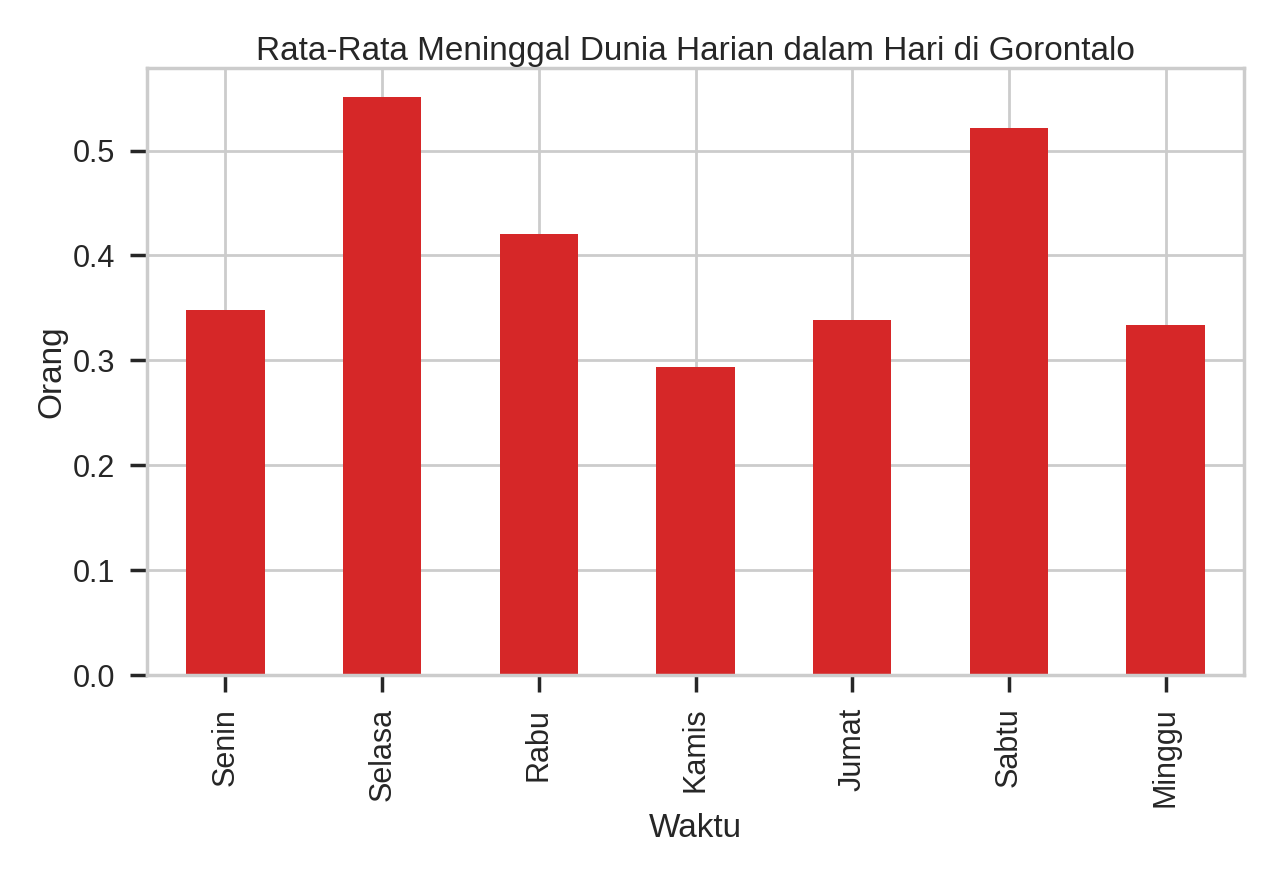 Rata-Rata Meninggal Dunia Harian dalam Hari di Gorontalo
Orang
0.5
0.4
0.3
0.2
0.1
0.0
Senin
Selasa
Rabu
Kamis
Jumat
Sabtu
Minggu
Waktu